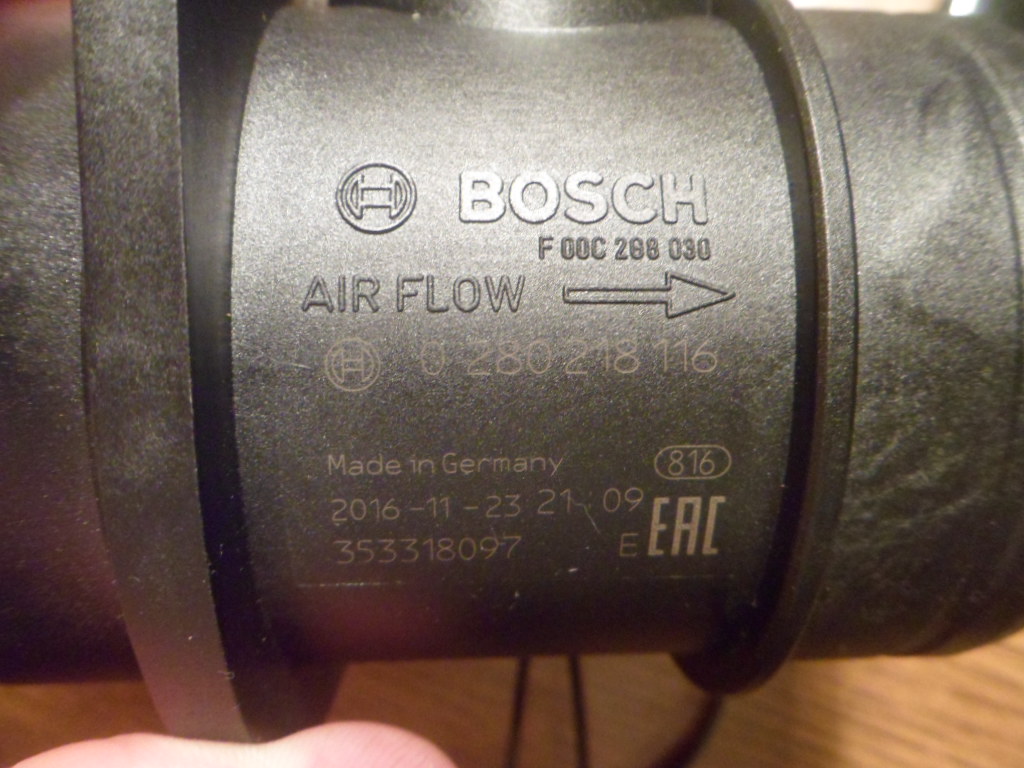 BOSCH
F 00C 2G8 030
AIR FLOW
0 280 218 116
Made in Germany 816
2016-11-23 21:09
353318097 E EAC